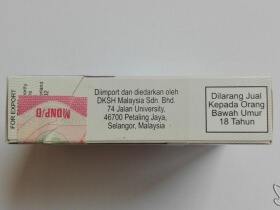 FOR EXPORT
MDNP/D
Diimport dan diedarkan oleh
DKSH Malaysia Sdn. Bhd.
74 Jalan University,
46700 Petaling Jaya,
Selangor, Malaysia
Dilarang Jual
Kepada Orang
Bawah Umur
18 Tahun